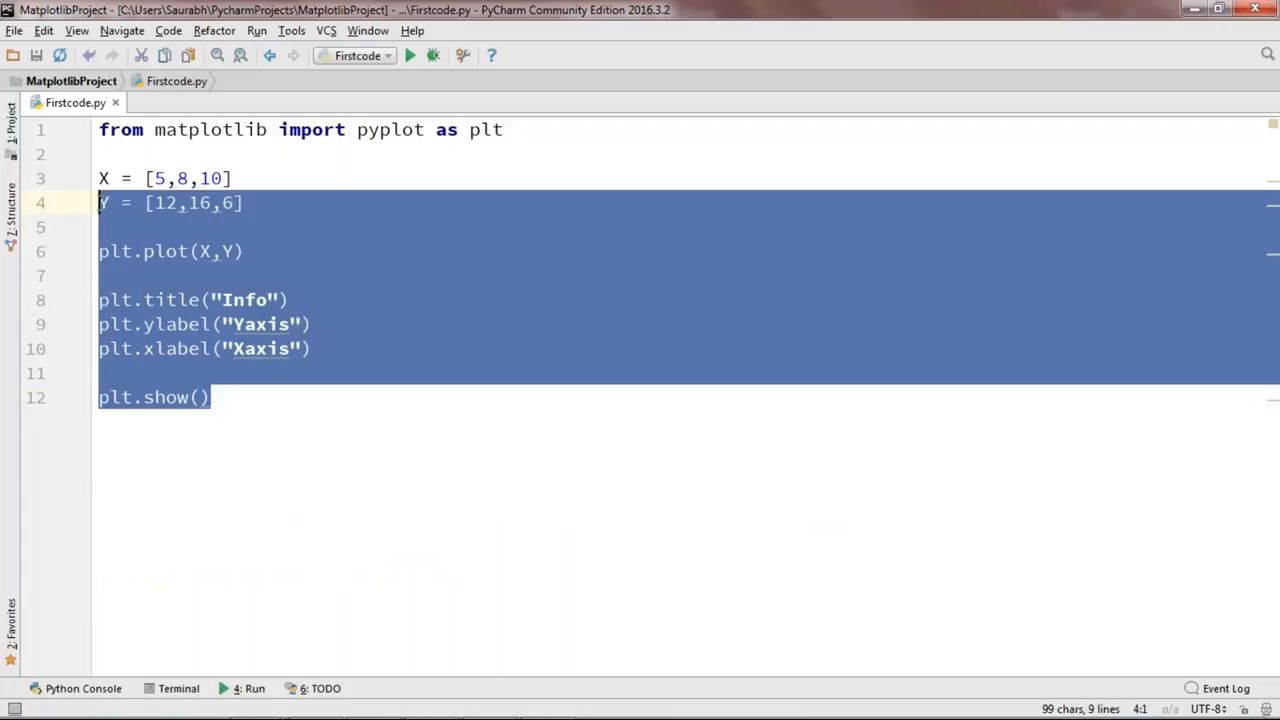 MatplotlibProject - [C:\Users\Saurabh\PycharmProjects\MatplotlibProject] - ...\Firstcode.py - PyCharm Community Edition 2016.3.2
File Edit View Navigate Code Refactor Run Tools VCS Window Help
Firstcode
MatplotlibProject Firstcode.py
Firstcode.py
1 from matplotlib import pyplot as plt
2
3 X = [5,8,10]
4 Y = [12,16,6]
5
6 plt.plot(X,Y)
7
8 plt.title("Info")
9 plt.ylabel("Yaxis")
10 plt.xlabel("Xaxis")
11
12 plt.show()
1: Project
7: Structure
2: Favorites
Python Console Terminal 4: Run 6: TODO Event Log
99 chars, 9 lines n/a 4:1 UTF-8